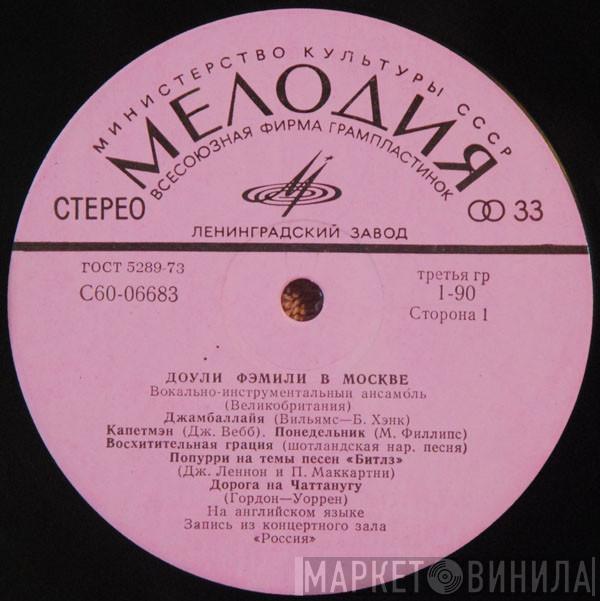 МИНИСТЕРСТВО КУЛЬТУРЫ СССР
МЕЛОДИЯ
ВСЕСОЮЗНАЯ ФИРМА ГРАМПЛАСТИНОК
СТЕРЕО
33
ЛЕНИНГРАДСКИЙ ЗАВОД
ГОСТ 5289-73
третья гр
С60-06683
1-90
Сторона 1
ДОУЛИ ФЭМИЛИ В МОСКВЕ
Вокально-инструментальный ансамбль
(Великобритания)
Джамбаллайя (Вильямс—Б. Хэнк)
Капетмэн (Дж. Вебб). Понедельник (М. Филлипс)
Восхитительная грация (шотландская нар. песня)
Попурри на темы песен «Битлз»
(Дж. Леннон и П. Маккартни)
Дорога на Чаттанугу
(Гордон—Уоррен)
На английском языке
Запись из концертного зала
«Россия»
МАРКЕТ ВИНИЛА